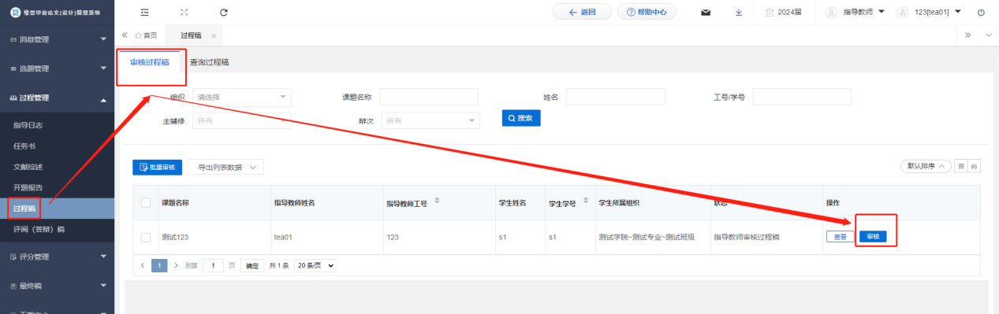 维普毕业论文(设计)管理系统
返回
帮助中心
2024届
指导教师
123[tea01]
消息管理
首页
过程稿
选题管理
审核过程稿
查询过程稿
过程管理
组织
请选择
课题名称
姓名
工号/学号
主辅修
所有
辩次
所有
搜索
指导日志
任务书
文献综述
开题报告
过程稿
评阅（答辩）稿
评分管理
最终稿
批量审核
导出列表数据
默认排序
课题名称 指导教师姓名 指导教师工号 学生姓名 学生学号 学生所属组织 状态 操作
测试123 tea01 123 s1 s1 测试学院~测试专业~测试班级 指导教师审核过程稿 查看 审核
1 到第 1 页 确定 共 1 条 20 条/页